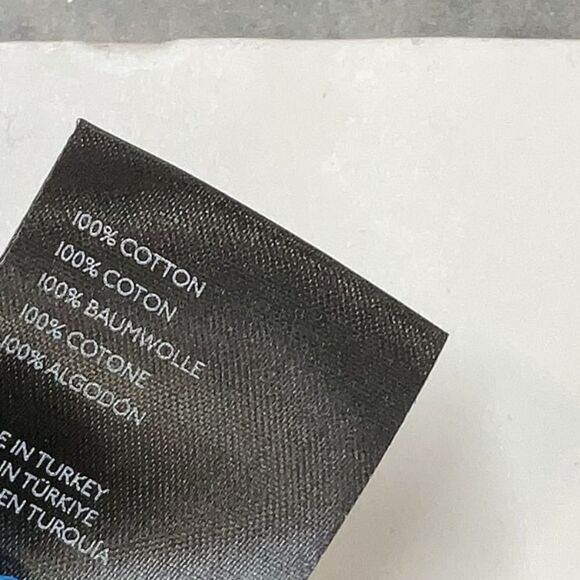 100% COTTON
100% COTON
100% BAUMWOLLE
100% COTONE
100% ALGODÓN
E IN TURKEY
IN TÜRKIYE
EN TURQUÍA